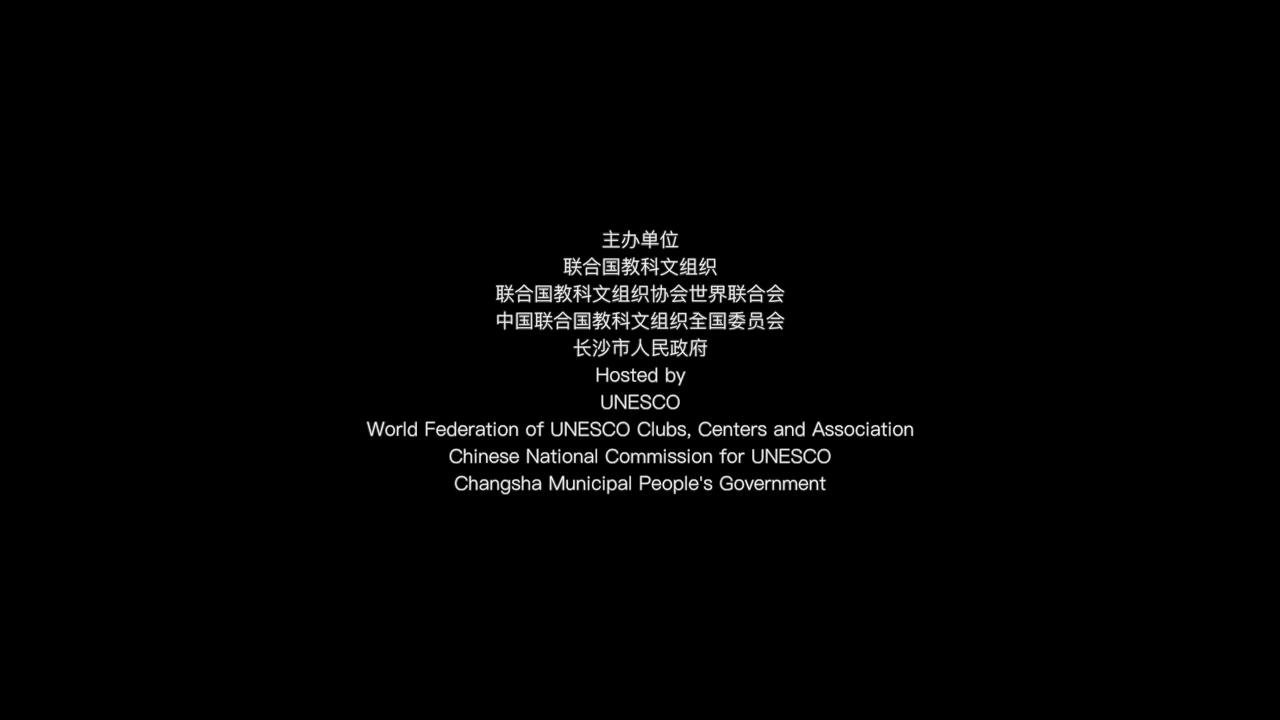 主办单位
联合国教科文组织
联合国教科文组织协会世界联合会
中国联合国教科文组织全国委员会
长沙市人民政府
Hosted by
UNESCO
World Federation of UNESCO Clubs, Centers and Association
Chinese National Commission for UNESCO
Changsha Municipal People's Government